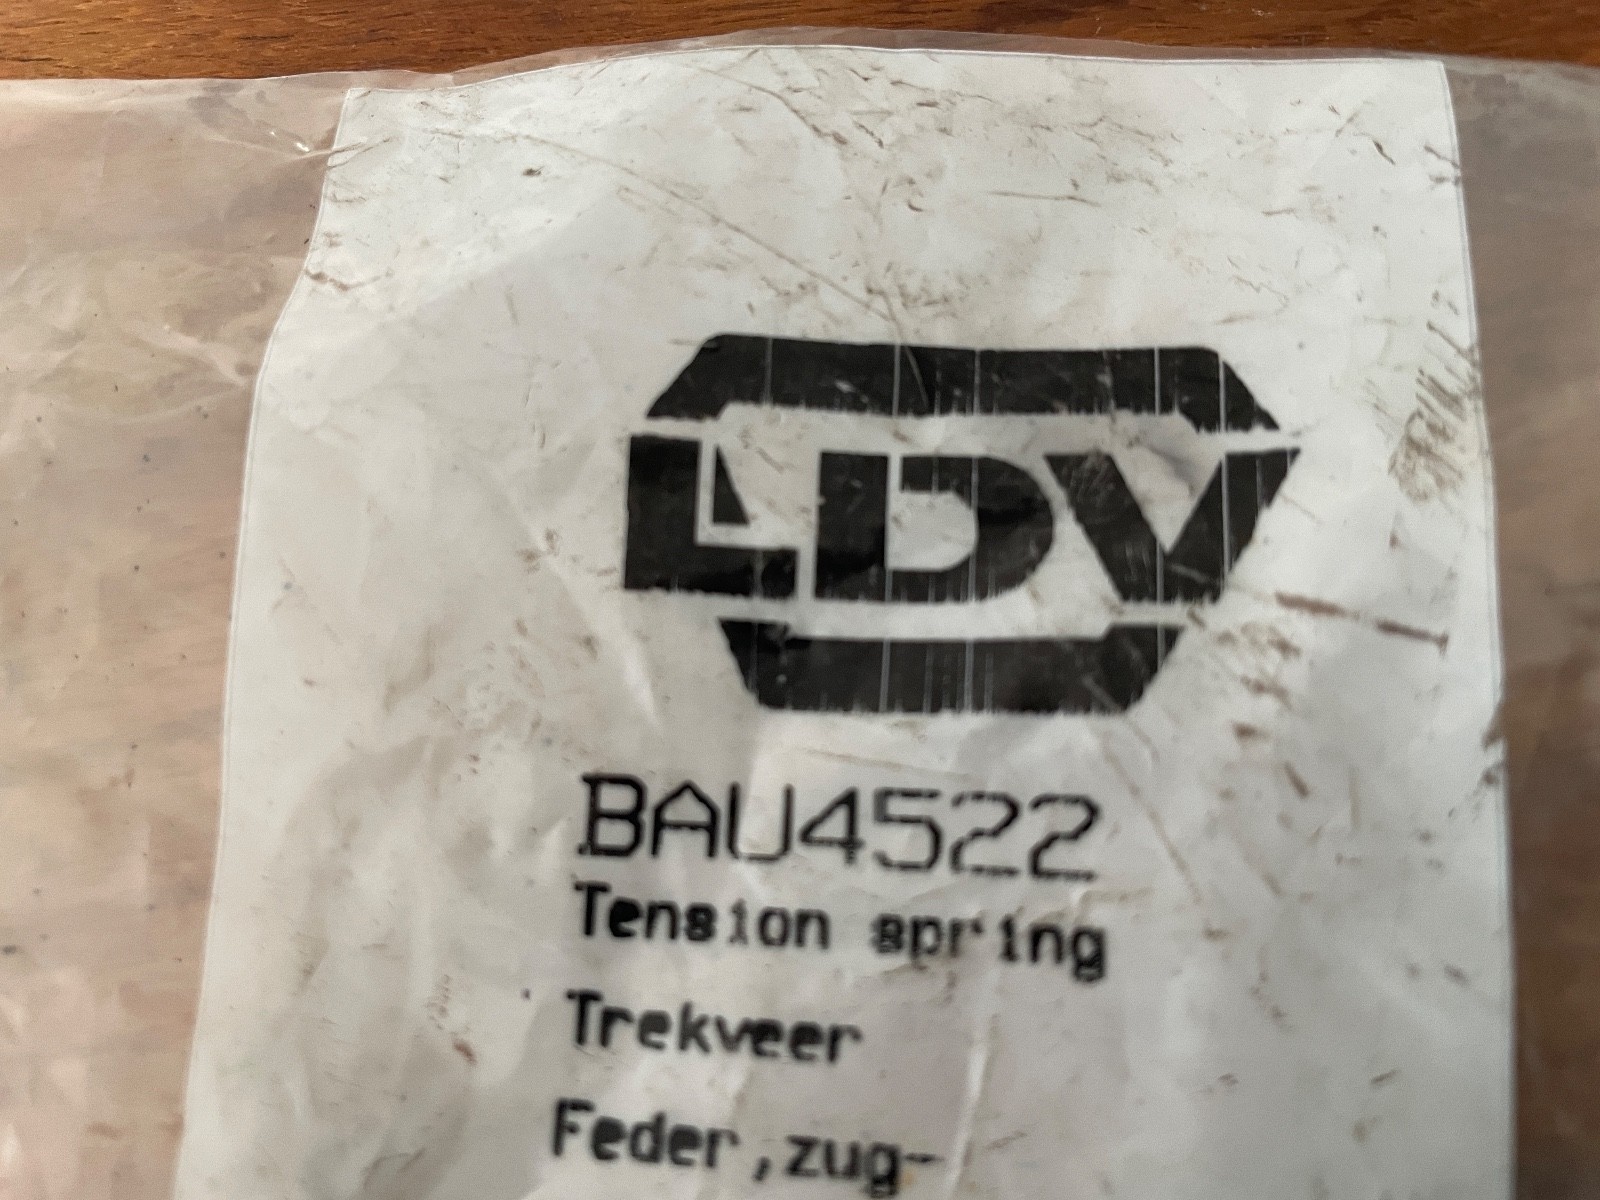 LDV
BAU4522
Tension spring
Trekveer
Feder,zug-